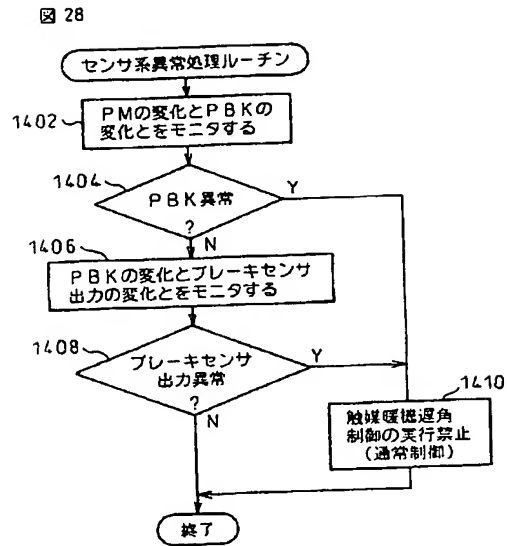 図 28
センサ系異常処理ルーチン
1402
PMの変化とPBKの
変化とをモニタする
1404
PBK異常
?
Y
N
1406
PBKの変化とブレーキセンサ
出力の変化とをモニタする
1408
ブレーキセンサ
出力異常
?
Y
N
1410
触媒暖機遅角
制御の実行禁止
(通常制御)
終了